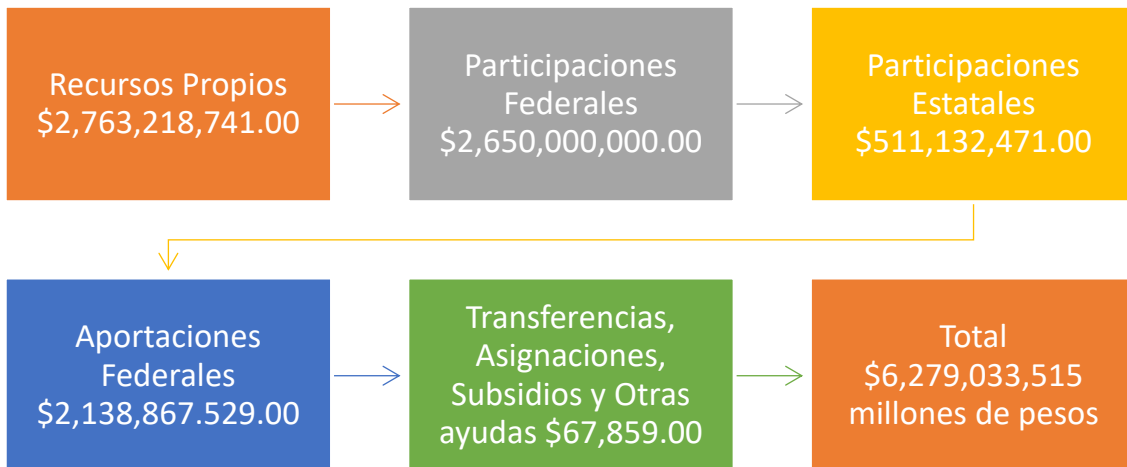 Recursos Propios
$2,763,218,741.00
Participaciones
Federales
$2,650,000,000.00
Participaciones
Estatales
$511,132,471.00
Aportaciones
Federales
$2,138,867.529.00
Transferencias,
Asignaciones,
Subsidios y Otras
ayudas $67,859.00
Total
$6,279,033,515
millones de pesos